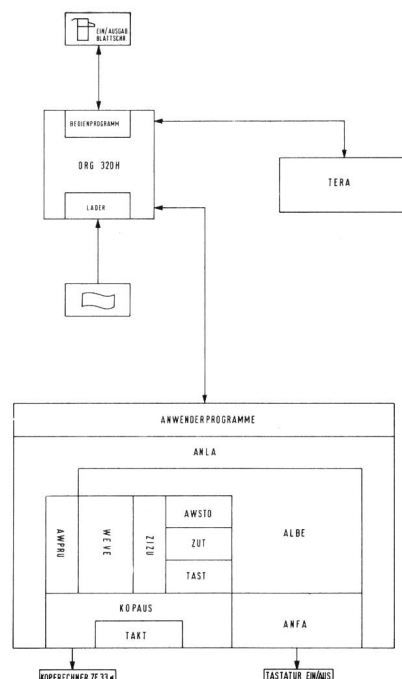 EIN/AUSGAB.
BLATTSCHR.
BEDIENPROGRAMM
ORG 320H
LADER
TERA
ANWENDERPROGRAMME
ANLA
AWPRU
WEVE
ZIZU
AWSTO
ZUT
TAST
ALBE
KOPAUS
TAKT
ANFA
TASTATUR EIN/AUS